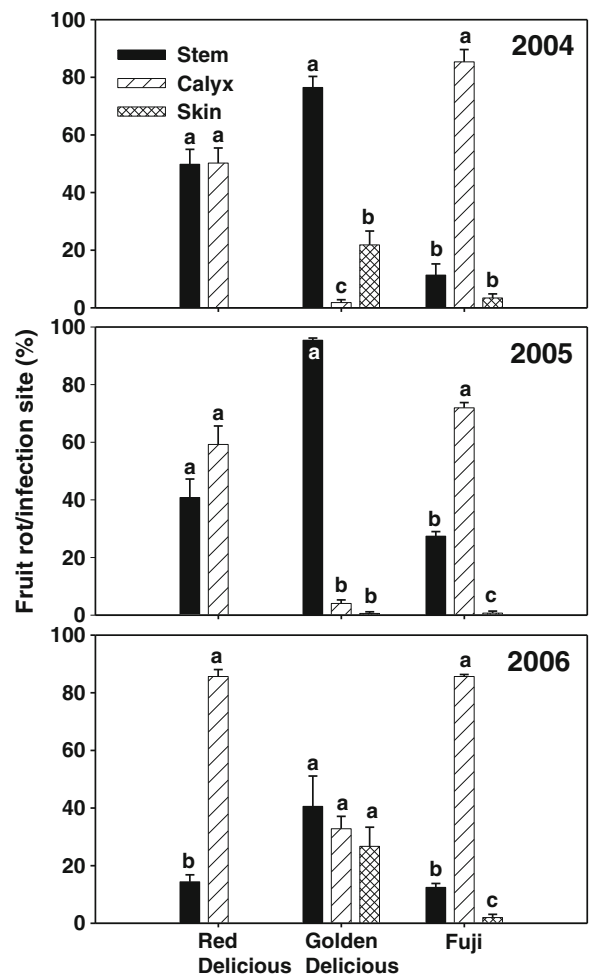 Fruit rot/infection site (%)
2004
Stem
Calyx
Skin
100
80
60
40
20
0
a a
a c b
b a b
2005
100
80
60
40
20
0
a a
a b b
b a c
2006
100
80
60
40
20
0
b a
a a a
b a c
Red Golden Fuji
Delicious Delicious